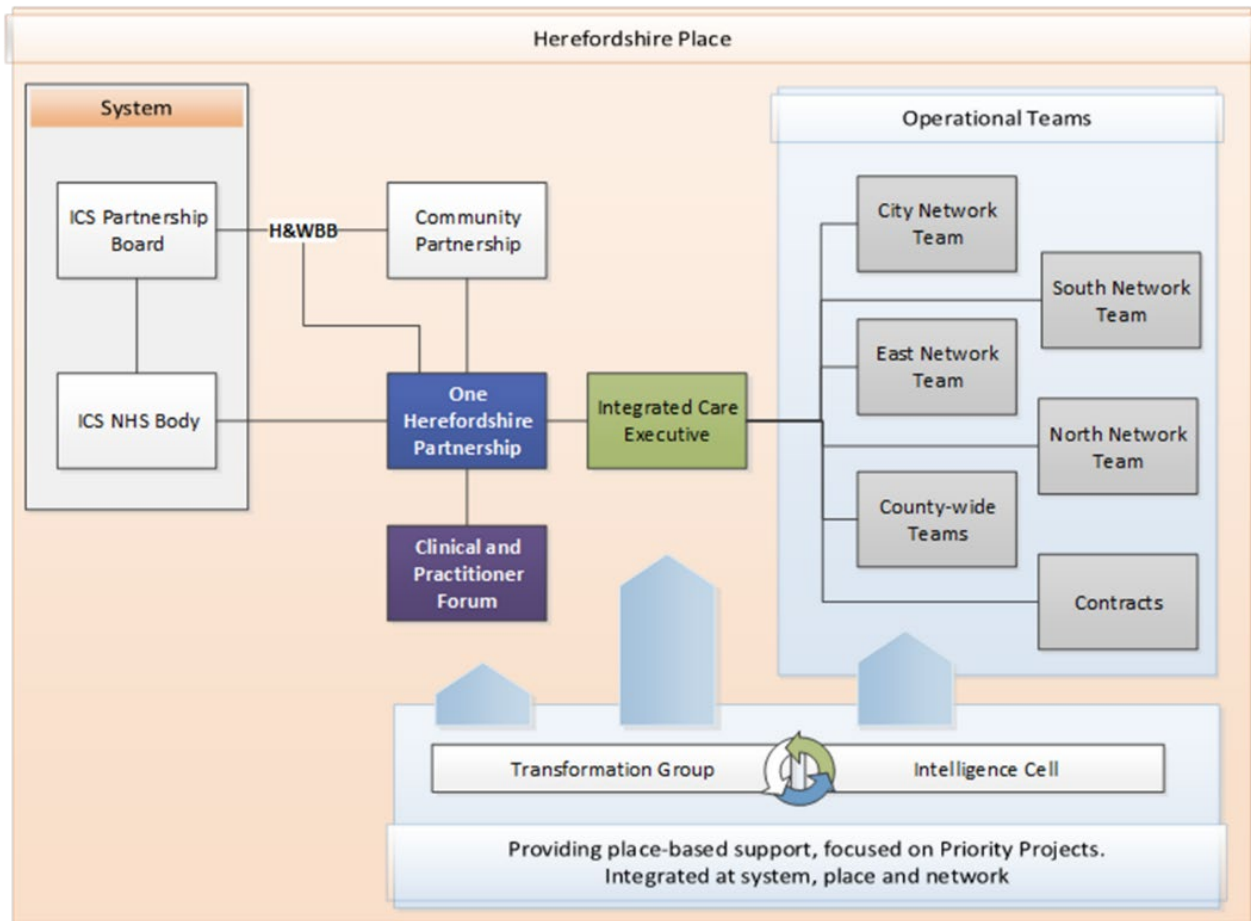 Herefordshire Place
System
ICS Partnership
Board
H&WBB
Community
Partnership
ICS NHS Body
One
Herefordshire
Partnership
Integrated Care
Executive
Clinical and
Practitioner
Forum
Operational Teams
City Network
Team
South Network
Team
East Network
Team
North Network
Team
County-wide
Teams
Contracts
Transformation Group
Intelligence Cell
Providing place-based support, focused on Priority Projects.
Integrated at system, place and network